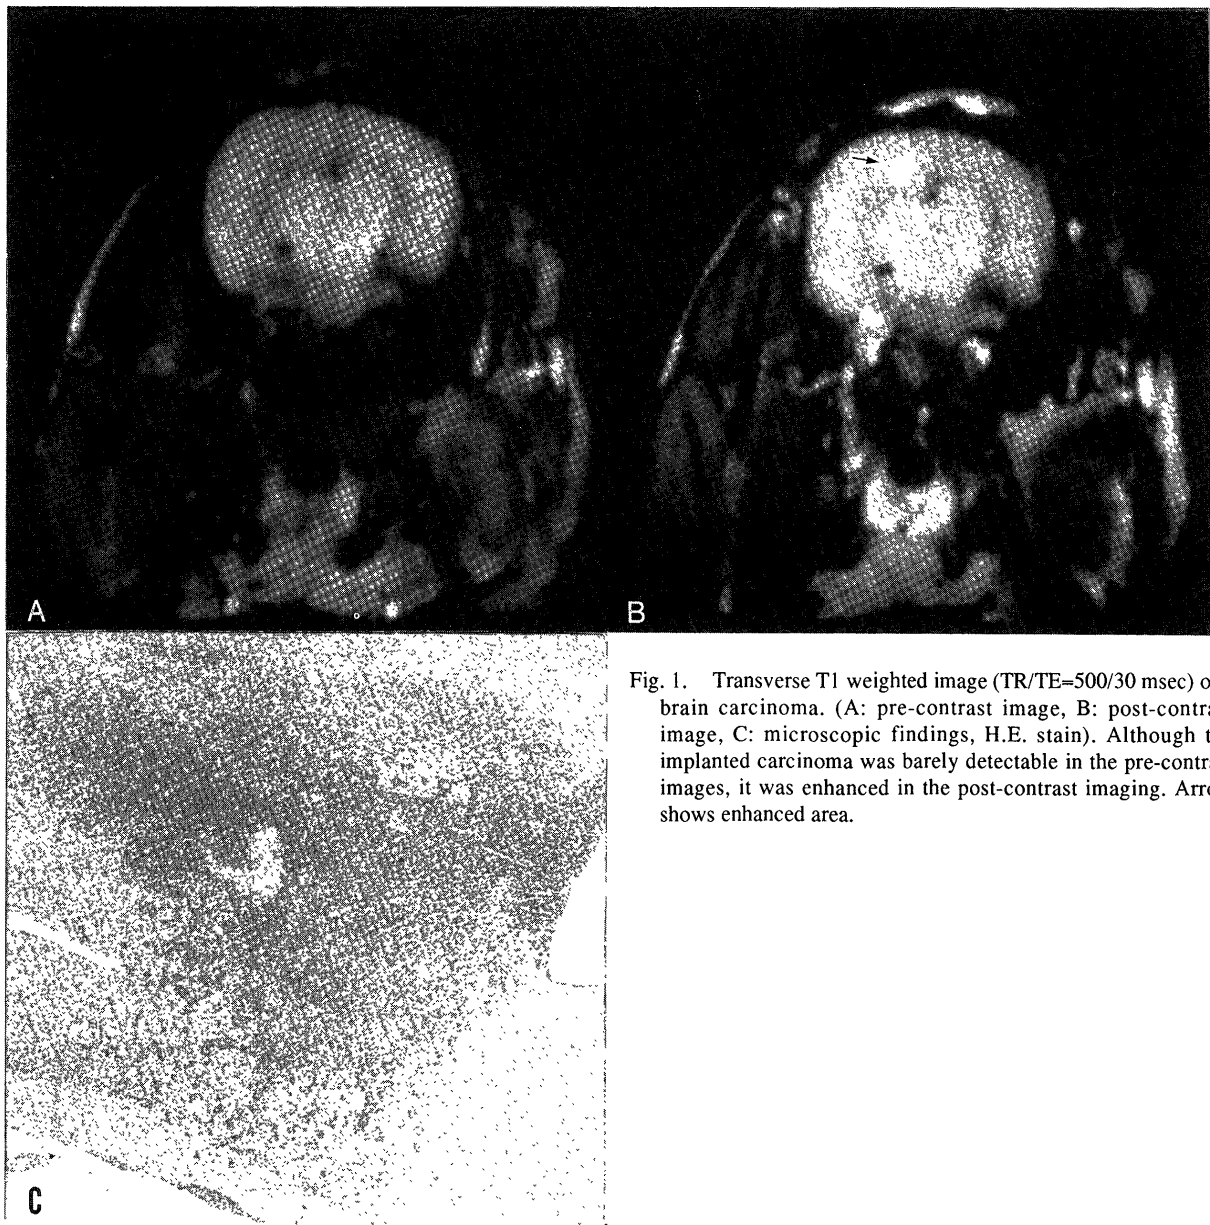 A
B
C
Fig. 1. Transverse T1 weighted image (TR/TE=500/30 msec) o
brain carcinoma. (A: pre-contrast image, B: post-contra
image, C: microscopic findings, H.E. stain). Although t
implanted carcinoma was barely detectable in the pre-contra
images, it was enhanced in the post-contrast imaging. Arro
shows enhanced area.